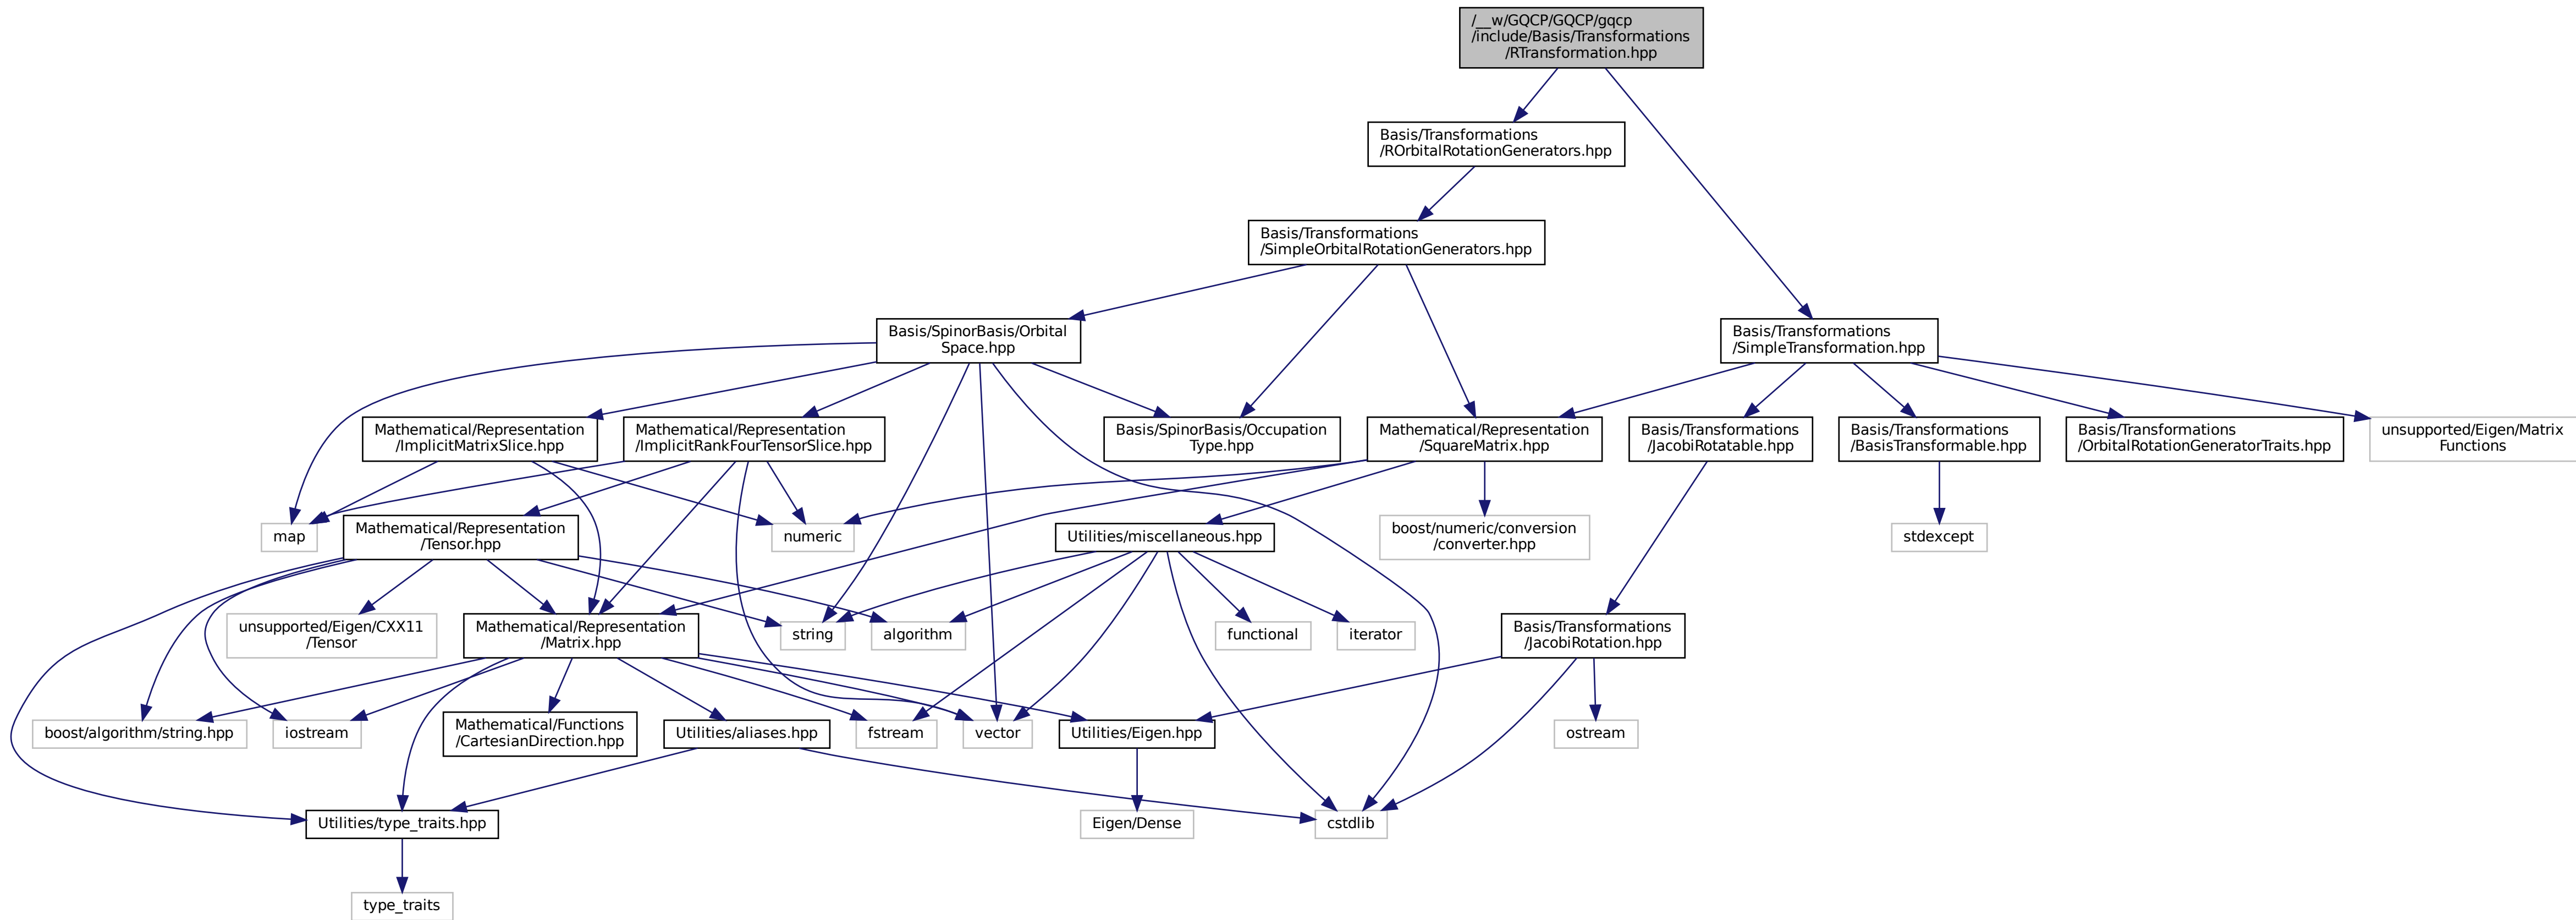 /__w/GQCP/GQCP/gqcp
/include/Basis/Transformations
/RTransformation.hpp
Basis/Transformations
/ROrbitalRotationGenerators.hpp
Basis/Transformations
/SimpleOrbitalRotationGenerators.hpp
Basis/SpinorBasis/Orbital
Space.hpp
Basis/Transformations
/SimpleTransformation.hpp
Mathematical/Representation
/ImplicitMatrixSlice.hpp
Mathematical/Representation
/ImplicitRankFourTensorSlice.hpp
Basis/SpinorBasis/Occupation
Type.hpp
Mathematical/Representation
/SquareMatrix.hpp
Basis/Transformations
/JacobiRotatable.hpp
Basis/Transformations
/BasisTransformable.hpp
Basis/Transformations
/OrbitalRotationGeneratorTraits.hpp
unsupported/Eigen/Matrix
Functions
map
Mathematical/Representation
/Tensor.hpp
numeric
Utilities/miscellaneous.hpp
boost/numeric/conversion
/converter.hpp
stdexcept
unsupported/Eigen/CXX11
/Tensor
Mathematical/Representation
/Matrix.hpp
string
algorithm
functional
iterator
Basis/Transformations
/JacobiRotation.hpp
boost/algorithm/string.hpp
iostream
Mathematical/Functions
/CartesianDirection.hpp
Utilities/aliases.hpp
fstream
vector
Utilities/Eigen.hpp
ostream
Utilities/type_traits.hpp
Eigen/Dense
cstdlib
type_traits